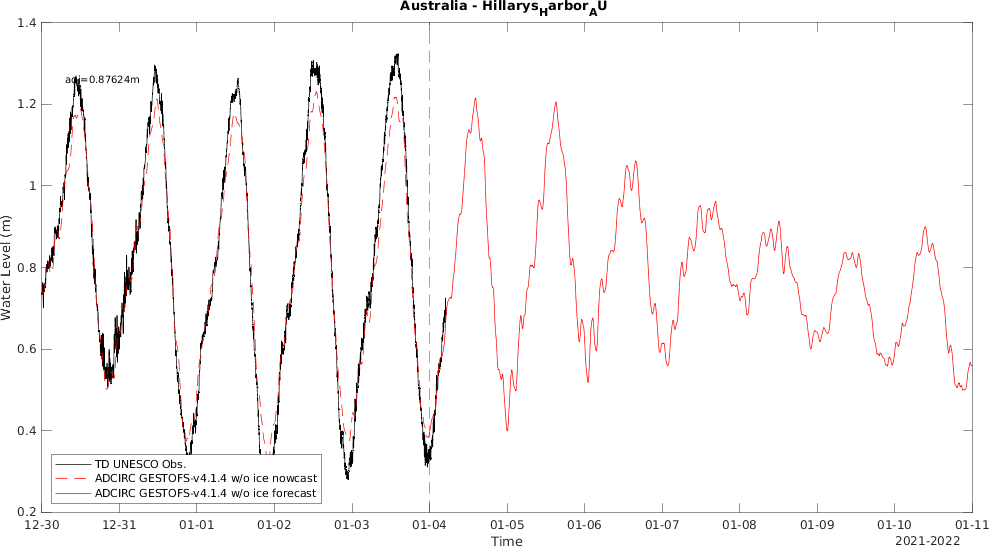 Australia - HillarysHarborAU
1.4
1.2
1
0.8
0.6
0.4
0.2
Water Level (m)
adj=0.87624m
TD UNESCO Obs.
ADCIRC GESTOFS-v4.1.4 w/o ice nowcast
ADCIRC GESTOFS-v4.1.4 w/o ice forecast
12-30 12-31 01-01 01-02 01-03 01-04 01-05 01-06 01-07 01-08 01-09 01-10 01-11
Time
2021-2022